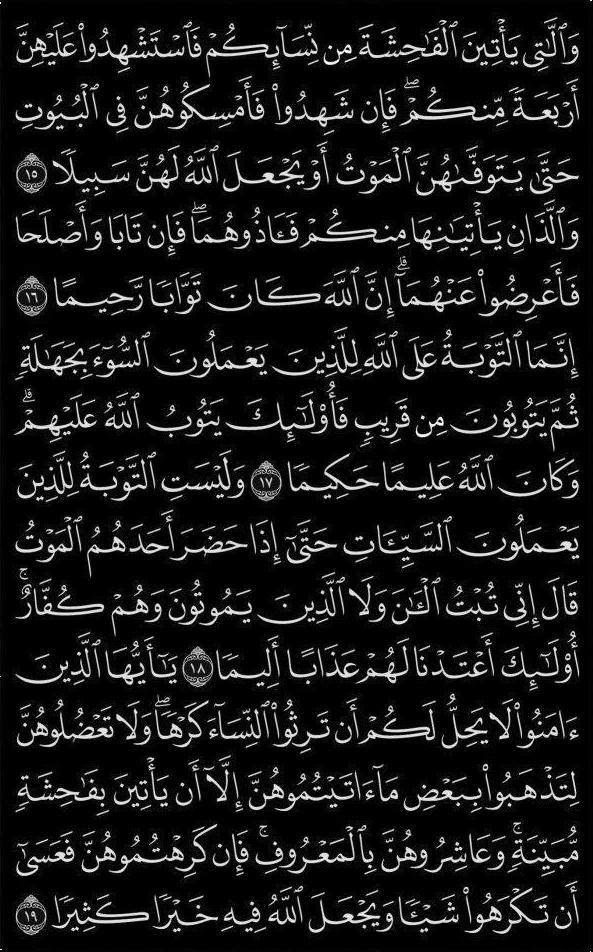 وَٱلَّٰتِى يَأۡتِينَ ٱلۡفَٰحِشَةَ مِن نِّسَآئِكُمۡ فَٱسۡتَشۡهِدُواْ عَلَيۡهِنَّ
أَرۡبَعَةٗ مِّنكُمۡۖ فَإِن شَهِدُواْ فَأَمۡسِكُوهُنَّ فِى ٱلۡبُيُوتِ
حَتَّىٰ يَتَوَفَّىٰهُنَّ ٱلۡمَوۡتُ أَوۡ يَجۡعَلَ ٱللَّهُ لَهُنَّ سَبِيلٗا ١٥
وَٱلَّذَانِ يَأۡتِيَٰنِهَا مِنكُمۡ فَـَٔاذُوهُمَاۖ فَإِن تَابَا وَأَصۡلَحَا
فَأَعۡرِضُواْ عَنۡهُمَآۗ إِنَّ ٱللَّهَ كَانَ تَوَّابٗا رَّحِيمًا ١٦
إِنَّمَا ٱلتَّوۡبَةُ عَلَى ٱللَّهِ لِلَّذِينَ يَعۡمَلُونَ ٱلسُّوٓءَ بِجَهَٰلَةٖ
ثُمَّ يَتُوبُونَ مِن قَرِيبٖ فَأُوْلَٰٓئِكَ يَتُوبُ ٱللَّهُ عَلَيۡهِمۡۗ
وَكَانَ ٱللَّهُ عَلِيمًا حَكِيمٗا ١٧ وَلَيۡسَتِ ٱلتَّوۡبَةُ لِلَّذِينَ
يَعۡمَلُونَ ٱلسَّيِّـَٔاتِ حَتَّىٰٓ إِذَا حَضَرَ أَحَدَهُمُ ٱلۡمَوۡتُ
قَالَ إِنِّى تُبۡتُ ٱلۡـَٰٔنَ وَلَا ٱلَّذِينَ يَمُوتُونَ وَهُمۡ كُفَّارٌۚ
أُوْلَٰٓئِكَ أَعۡتَدۡنَا لَهُمۡ عَذَابًا أَلِيمٗا ١٨ يَٰٓأَيُّهَا ٱلَّذِينَ
ءَامَنُواْ لَا يَحِلُّ لَكُمۡ أَن تَرِثُواْ ٱلنِّسَآءَ كَرۡهٗاۖ وَلَا تَعۡضُلُوهُنَّ
لِتَذۡهَبُواْ بِبَعۡضِ مَآ ءَاتَيۡتُمُوهُنَّ إِلَّآ أَن يَأۡتِينَ بِفَٰحِشَةٖ
مُّبَيِّنَةٖۚ وَعَاشِرُوهُنَّ بِٱلۡمَعۡرُوفِۚ فَإِن كَرِهۡتُمُوهُنَّ فَعَسَىٰٓ
أَن تَكۡرَهُواْ شَيۡـٔٗا وَيَجۡعَلَ ٱللَّهُ فِيهِ خَيۡرٗا كَثِيرٗا ١٩